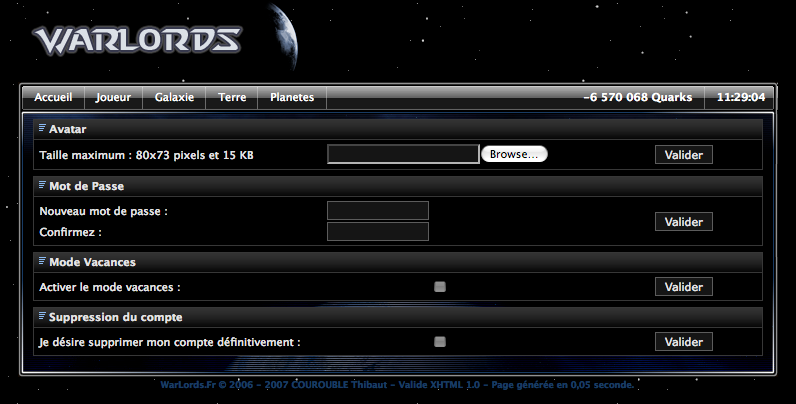 WARLORDS
Accueil Joueur Galaxie Terre Planetes -6 570 068 Quarks 11:29:04
Avatar
Taille maximum : 80x73 pixels et 15 KB Browse... Valider
Mot de Passe
Nouveau mot de passe :
Confirmez :
Valider
Mode Vacances
Activer le mode vacances : Valider
Suppression du compte
Je désire supprimer mon compte définitivement : Valider
WarLords.Fr © 2006 - 2007 COUROUBLE Thibaut - Valide XHTML 1.0 - Page générée en 0,05 seconde.